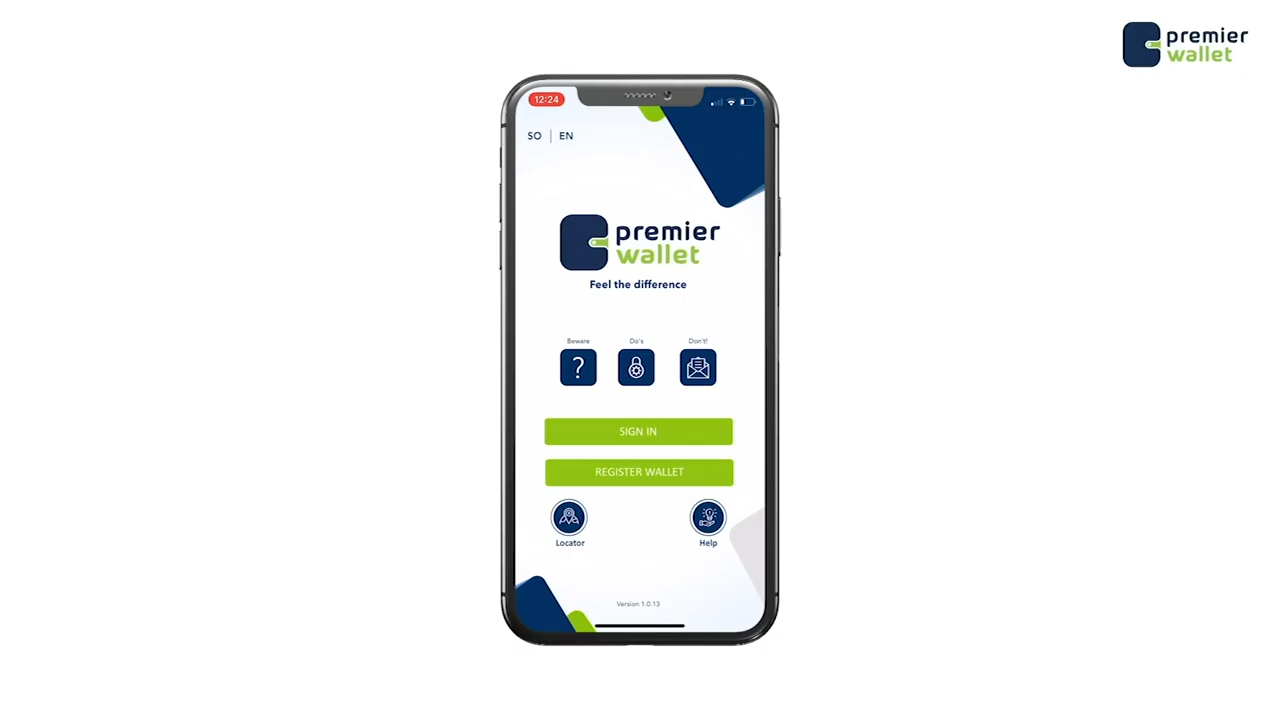 premier
wallet
12:24
SO | EN
premier
wallet
Feel the difference
Beware
Do's
Don't!
?
SIGN IN
REGISTER WALLET
Locator
Help
Version 1.0.13